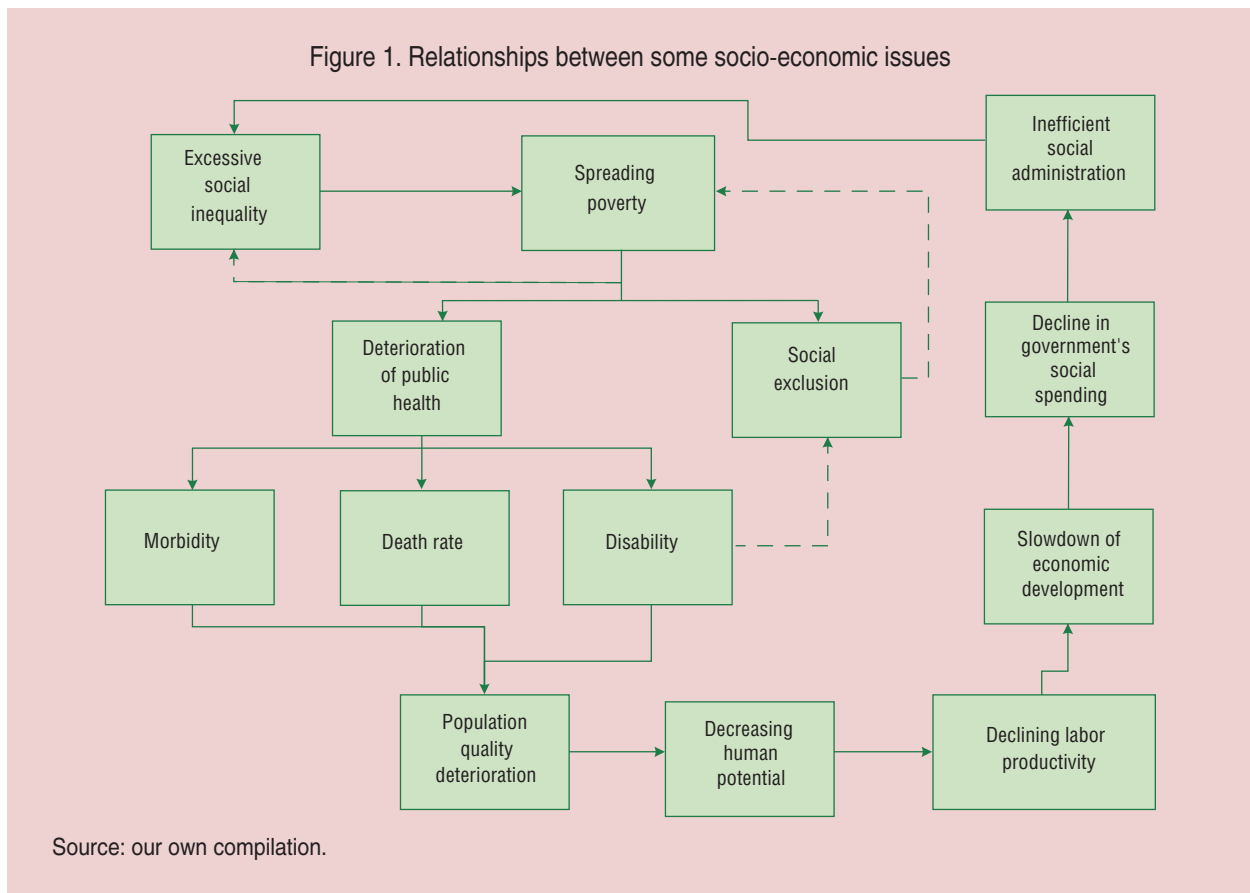 Figure 1. Relationships between some socio-economic issues
Excessive
social
inequality
Spreading
poverty
Inefficient
social
administration
Deterioration
of public
health
Social
exclusion
Decline in
government's
social
spending
Morbidity
Death rate
Disability
Slowdown of
economic
development
Population
quality
deterioration
Decreasing
human
potential
Declining labor
productivity
Source: our own compilation.